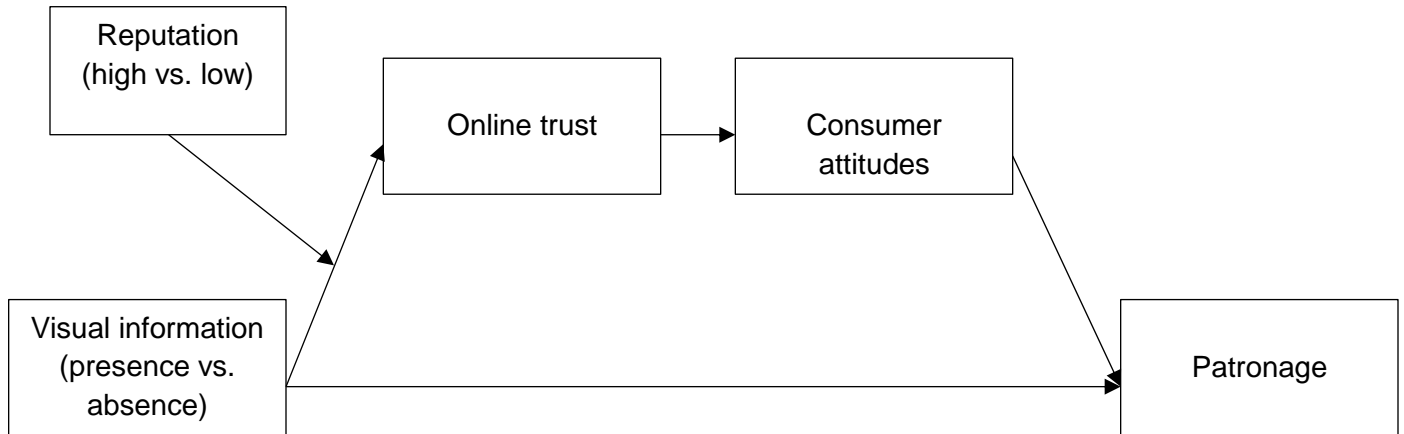 Reputation
(high vs. low)
Online trust
Consumer
attitudes
Visual information
(presence vs.
absence)
Patronage